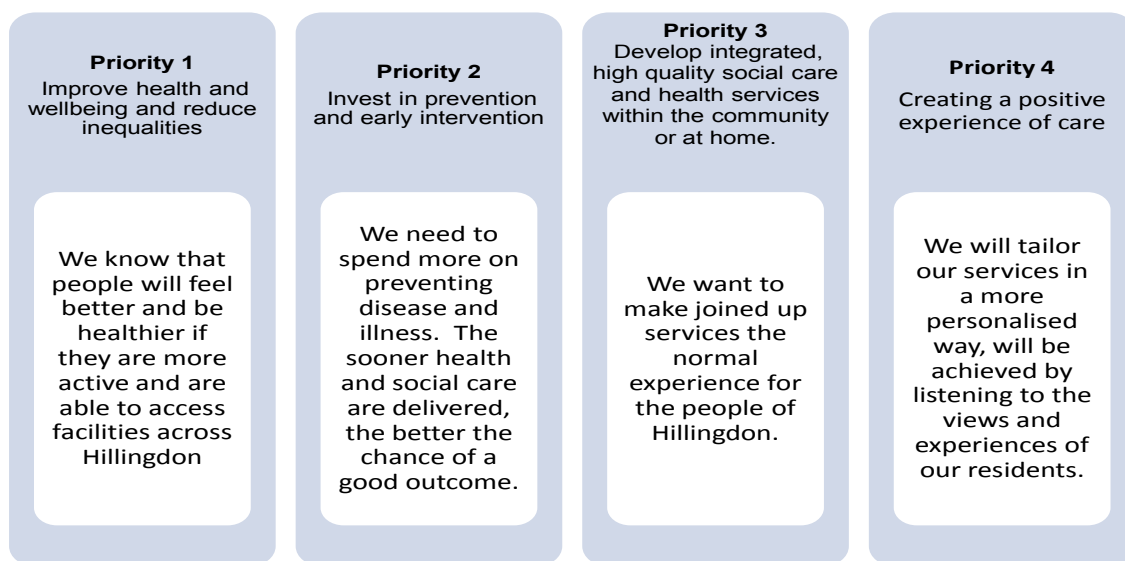 Priority 1
Improve health and
wellbeing and reduce
inequalities
We know that
people will feel
better and be
healthier if
they are more
active and are
able to access
facilities across
Hillingdon
Priority 2
Invest in prevention
and early intervention
We need to
spend more on
preventing
disease and
illness.  The
sooner health
and social care
are delivered,
the better the
chance of a
good outcome.
Priority 3
Develop integrated,
high quality social care
and health services
within the community
or at home.
We want to
make joined up
services the
normal
experience for
the people of
Hillingdon.
Priority 4
Creating a positive
experience of care
We will tailor
our services in
a more
personalised
way, will be
achieved by
listening to the
views and
experiences of
our residents.